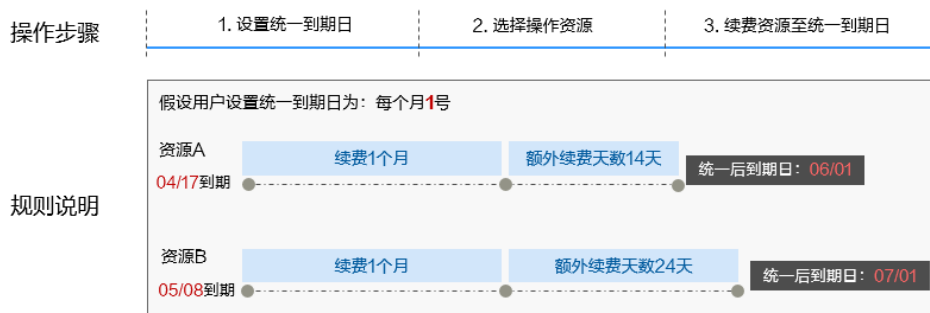 操作步骤
1. 设置统一到期日
2. 选择操作资源
3. 续费资源至统一到期日
规则说明
假设用户设置统一到期日为：每个月1号
资源A
续费1个月
额外续费天数14天
04/17到期
统一后到期日：06/01
资源B
续费1个月
额外续费天数24天
05/08到期
统一后到期日：07/01